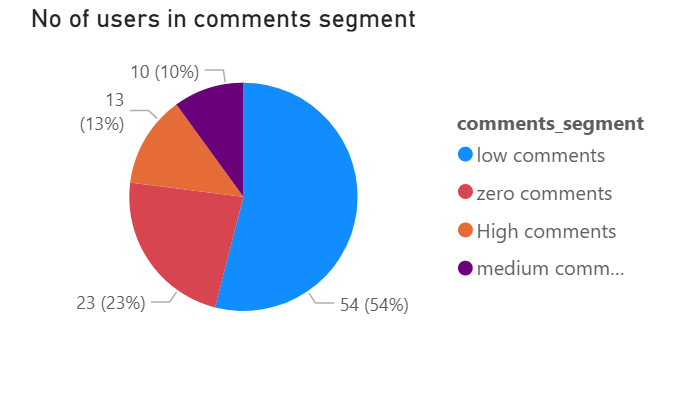 No of users in comments segment
10 (10%)
13
(13%)
23 (23%)
54 (54%)
comments_segment
low comments
zero comments
High comments
medium comm...